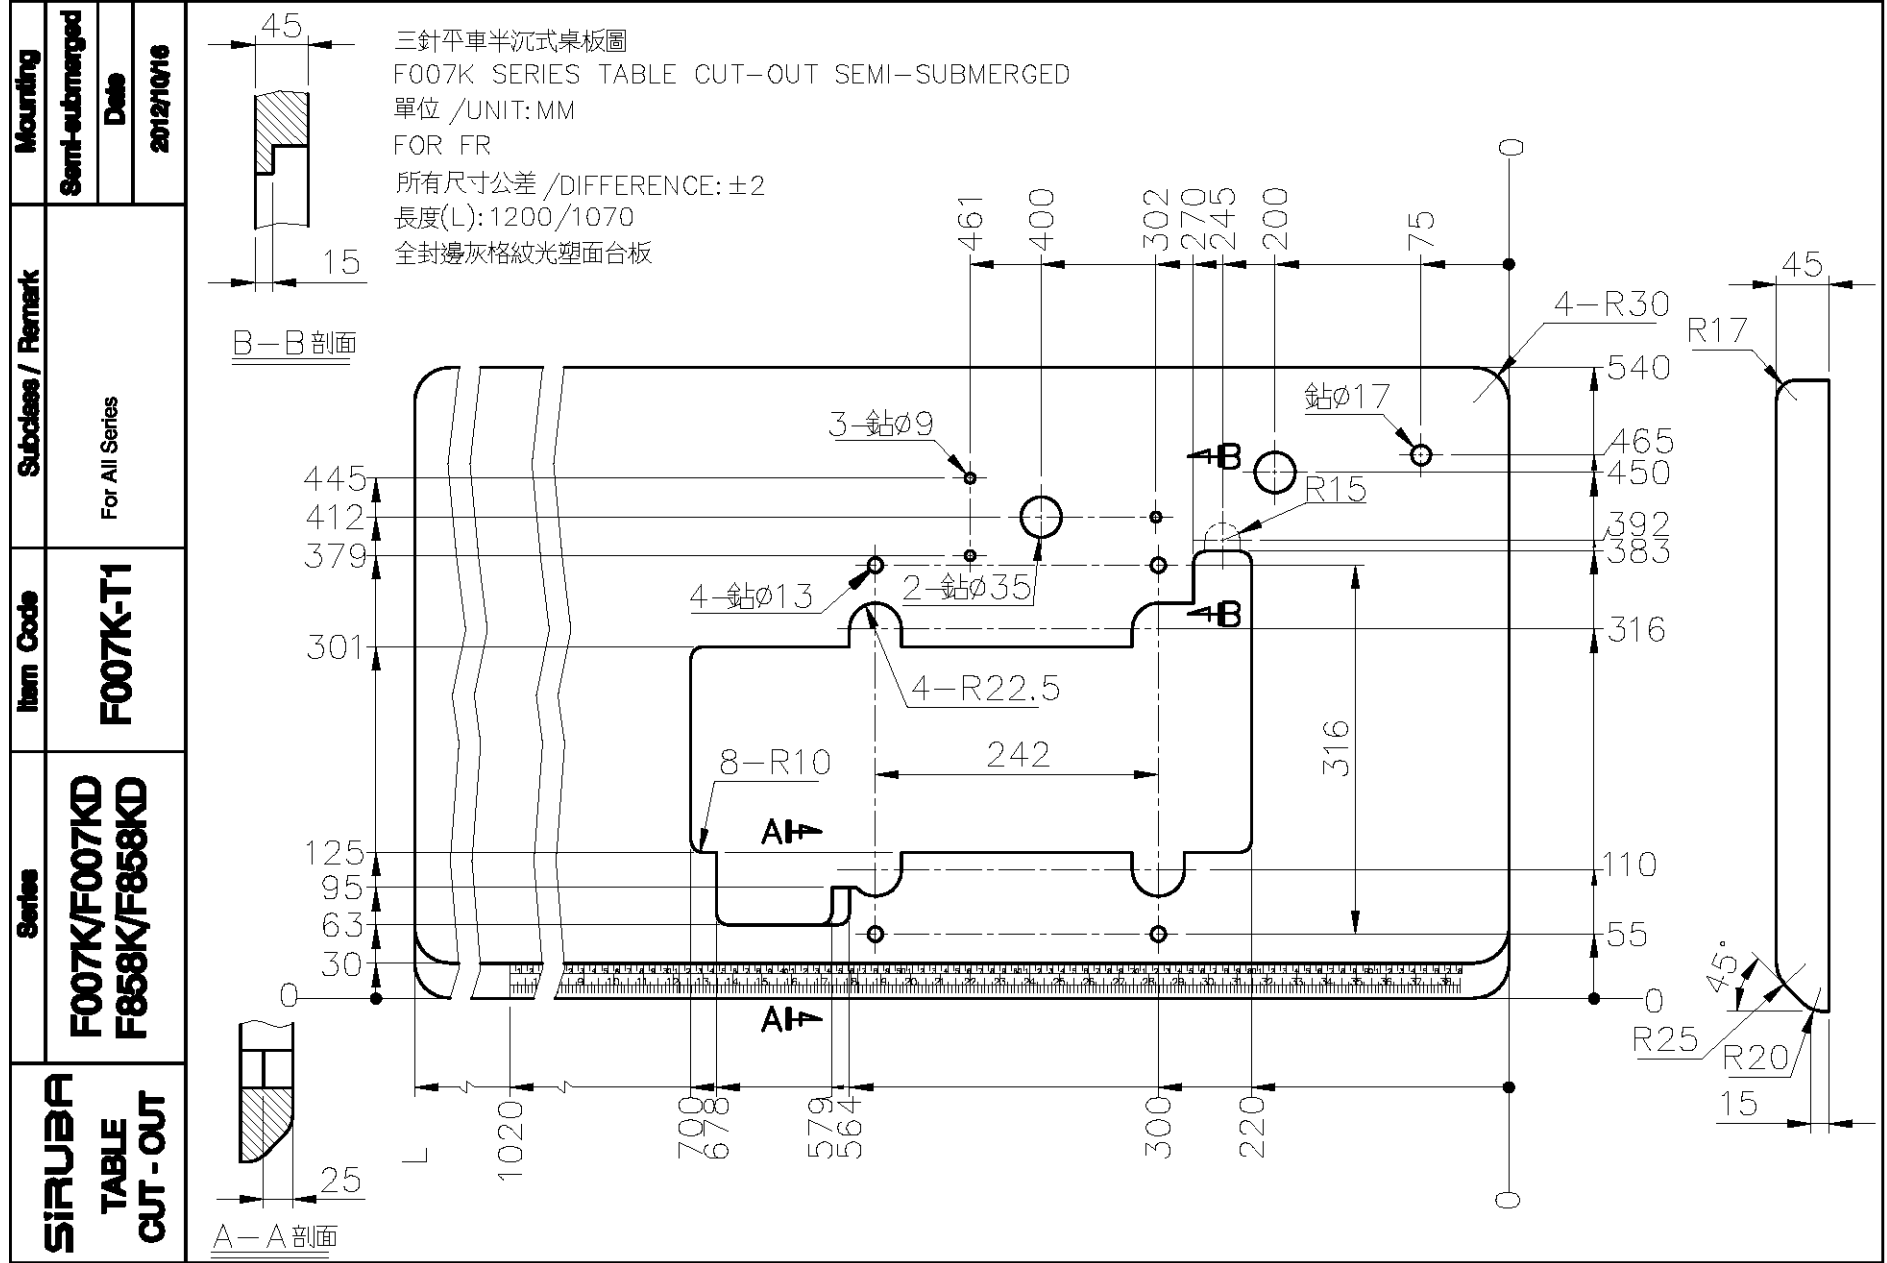 Mounting
Semi-submerged
Date
2012/10/16
Subclass / Remark
For All Series
Item Code
F007K-T1
Series
F007K/F007KD
F858K/F858KD
SiRUBA
TABLE
CUT-OUT
三針平車半沉式桌板圖
F007K SERIES TABLE CUT-OUT SEMI-SUBMERGED
單位 /UNIT:MM
FOR FR
所有尺寸公差 /DIFFERENCE:±2
長度(L):1200/1070
全封邊灰格紋光塑面台板
45
15
B-B剖面
461
400
302
270
245
200
75
0
4-R30
540
465
450
392
383
316
110
55
0
445
412
379
301
125
95
63
30
0
3-鉆ø9
鉆ø17
B
R15
4-鉆ø13
2-鉆ø35
B
4-R22.5
242
316
8-R10
A
A
L
1020
700
678
579
564
300
220
0
25
A-A剖面
45
R17
45°
R25
R20
15